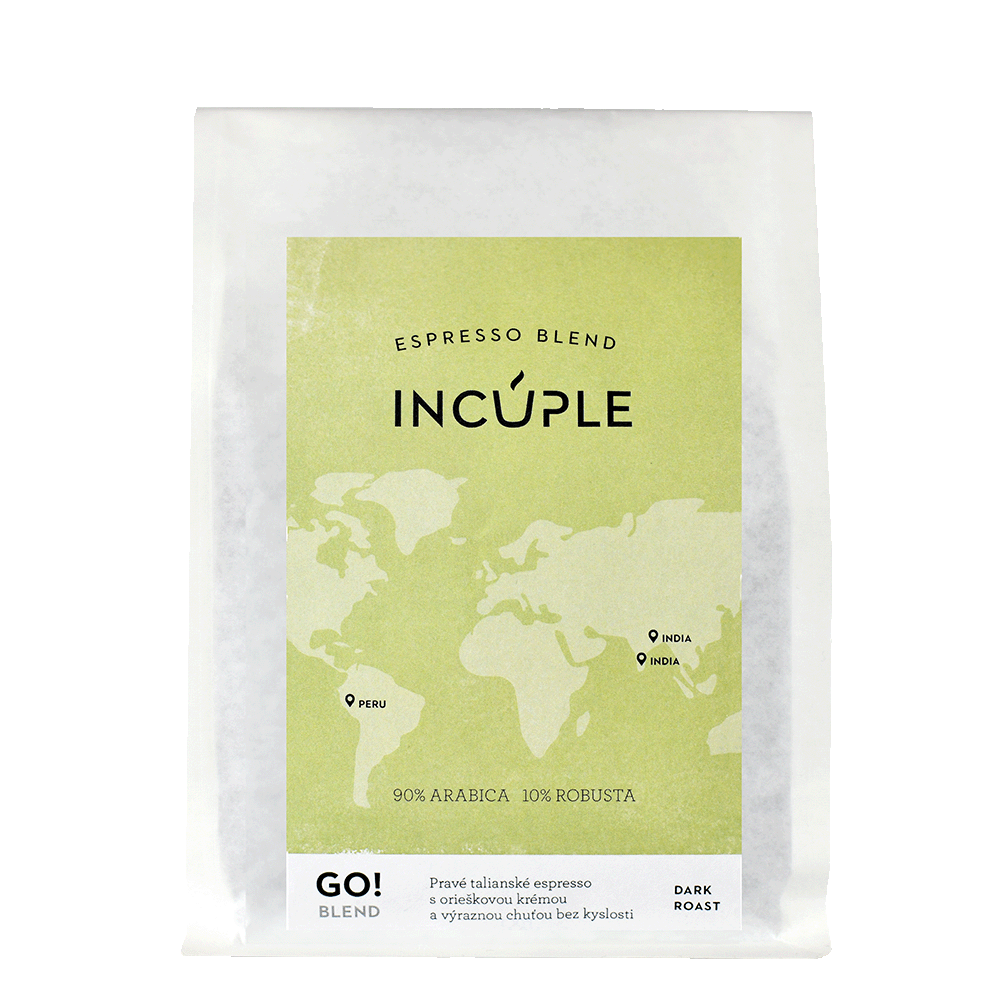 ESPRESSO BLEND
INCÚPLE
INDIA
INDIA
PERU
90% ARABICA 10% ROBUSTA
GO!
BLEND
Pravé talianské espresso
s orieškovou krémou
a výraznou chuťou bez kyslosti
DARK
ROAST